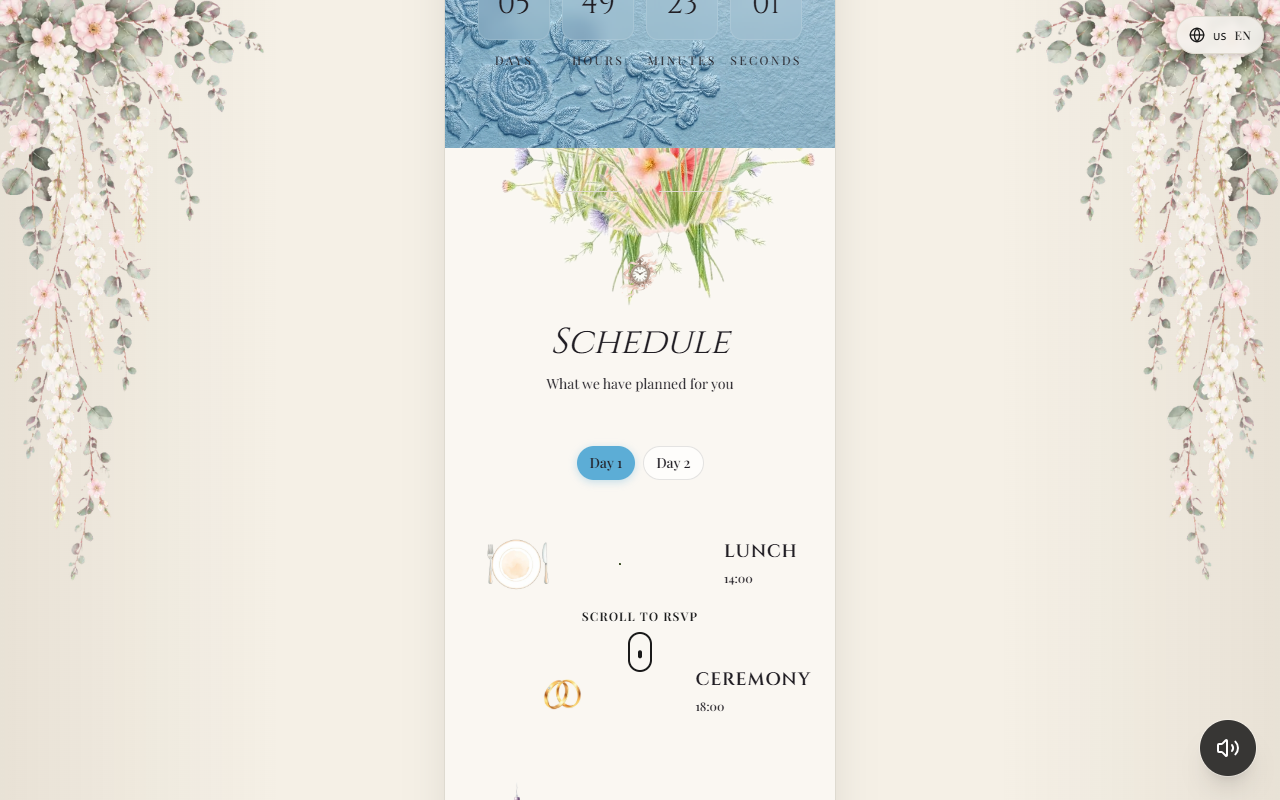 05 49 23 01
DAYS HOURS MINUTES SECONDS
US EN
SCHEDULE
What we have planned for you
Day 1 Day 2
LUNCH
14:00
SCROLL TO RSVP
CEREMONY
18:00